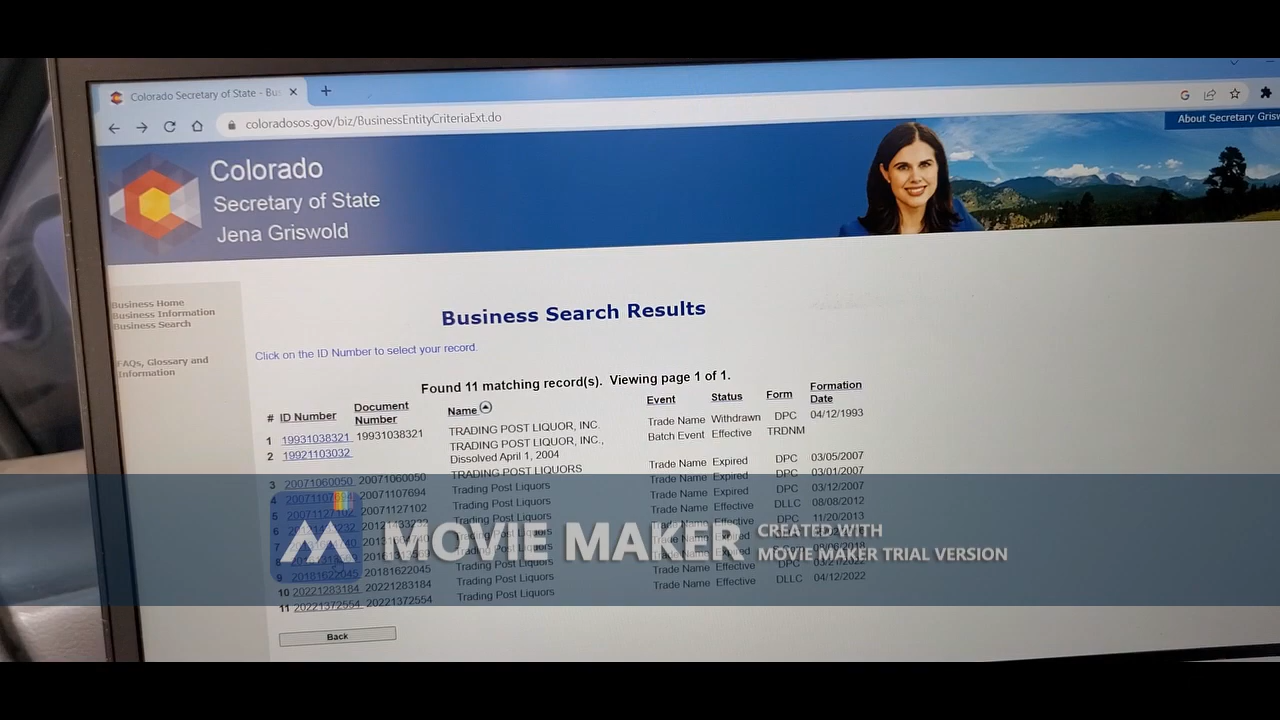 Colorado Secretary of State - Bu
coloradosos.gov/biz/BusinessEntityCriteriaExt.do
About Secretary Grisw
Colorado
Secretary of State
Jena Griswold
Business Home
Business Information
Business Search
FAQs, Glossary and
Information
Business Search Results
Click on the ID Number to select your record.
Found 11 matching record(s). Viewing page 1 of 1.
# ID Number Document Number Name Event Status Form Formation Date
1 19931038321 19931038321 TRADING POST LIQUOR, INC. Trade Name Withdrawn DPC 04/12/1993
2 19921103032 TRADING POST LIQUOR, INC., Dissolved April 1, 2004 Batch Event Effective TRDNM
3 20071060050 20071060050 TRADING POST LIQUORS Trade Name Expired DPC 03/05/2007
4 20071107694 20071107694 Trading Post Liquors Trade Name Expired DPC 03/01/2007
5 20071127102 20071127102 Trading Post Liquors Trade Name Expired DPC 03/12/2007
6 Trading Post Liquors Trade Name Effective DLLC 08/08/2012
7 Trading Post Liquors Effective DPC 11/20/2013
8 Trading Post Liquors
9 20181622045 20181622045 Trading Post Liquors
10 20221283184 20221283184 Trading Post Liquors Trade Name Effective DPC
11 20221372554 20221372554 Trading Post Liquors Trade Name Effective DLLC 04/12/2022
Back
MOVIE MAKER
CREATED WITH
MOVIE MAKER TRIAL VERSION